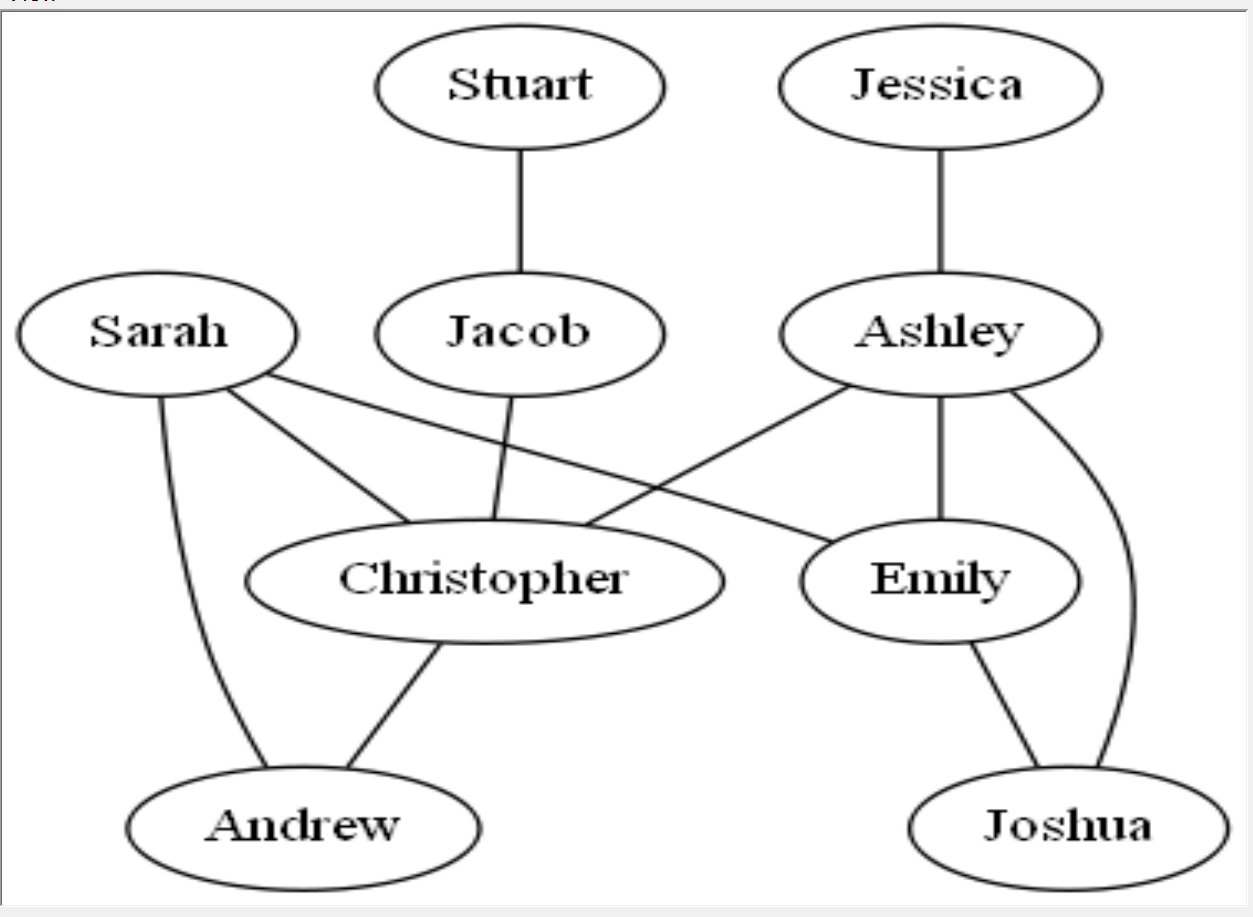 Stuart
Jessica
Sarah
Jacob
Ashley
Christopher
Emily
Andrew
Joshua